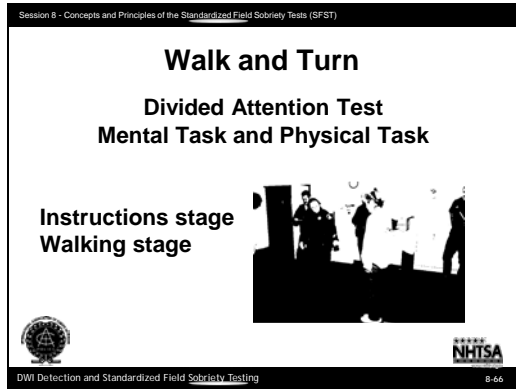 Session 8 - Concepts and Principles of the Standardized Field Sobriety Tests (SFST)
Walk and Turn
Divided Attention Test
Mental Task and Physical Task
Instructions stage
Walking stage
NHTSA
DWI Detection and Standardized Field Sobriety Testing
8-66